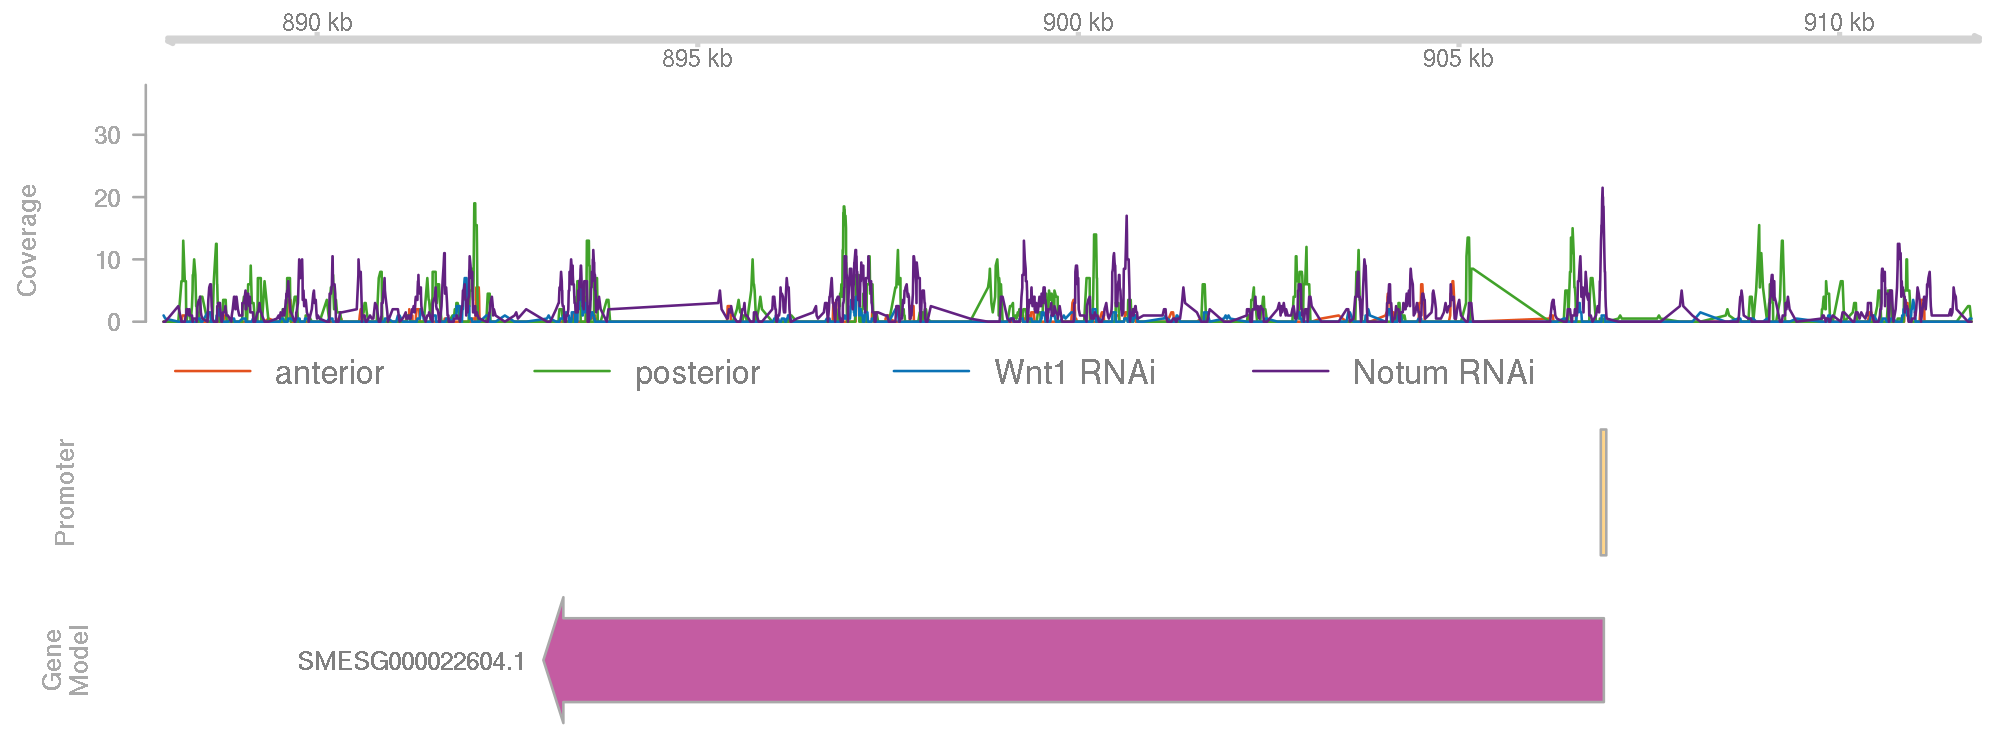 890 kb
900 kb
910 kb
895 kb
905 kb
Coverage
30
20
10
0
anterior
posterior
Wnt1 RNAi
Notum RNAi
Promoter
0
Gene
Model
SMESG000022604.1